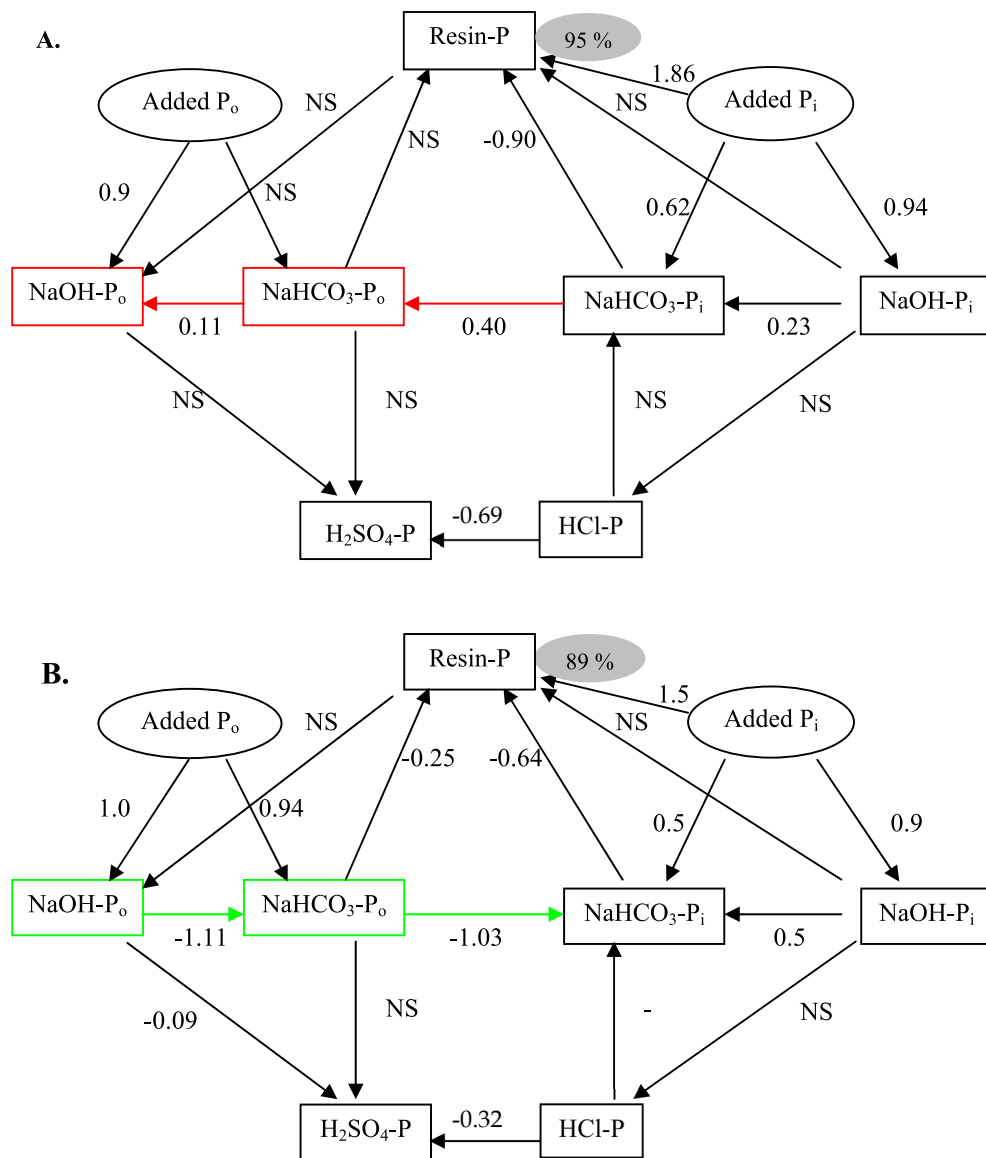 A.
Resin-P
95 %
1.86
Added Pₒ
NS
NS
Added Pᵢ
NS
-0.90
0.9
NS
0.62
0.94
NaOH-Pₒ
NaHCO₃-Pₒ
NaHCO₃-Pᵢ
NaOH-Pᵢ
0.11
0.40
0.23
NS
NS
NS
NS
-0.69
H₂SO₄-P
HCl-P
B.
Resin-P
89 %
1.5
Added Pₒ
NS
NS
Added Pᵢ
-0.25
-0.64
1.0
0.94
0.5
0.9
NaOH-Pₒ
NaHCO₃-Pₒ
NaHCO₃-Pᵢ
NaOH-Pᵢ
-1.11
-1.03
0.5
-0.09
NS
-
NS
-0.32
H₂SO₄-P
HCl-P